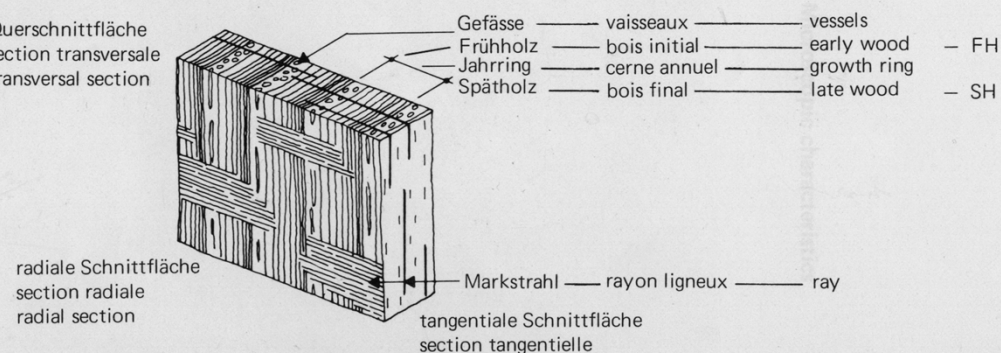 Querschnittfläche
section transversale
transversal section
Gefässe vaisseaux vessels
Frühholz bois initial early wood – FH
Jahrring cerne annuel growth ring
Spätholz bois final late wood – SH
radiale Schnittfläche
section radiale
radial section
Markstrahl rayon ligneux ray
tangentiale Schnittfläche
section tangentielle